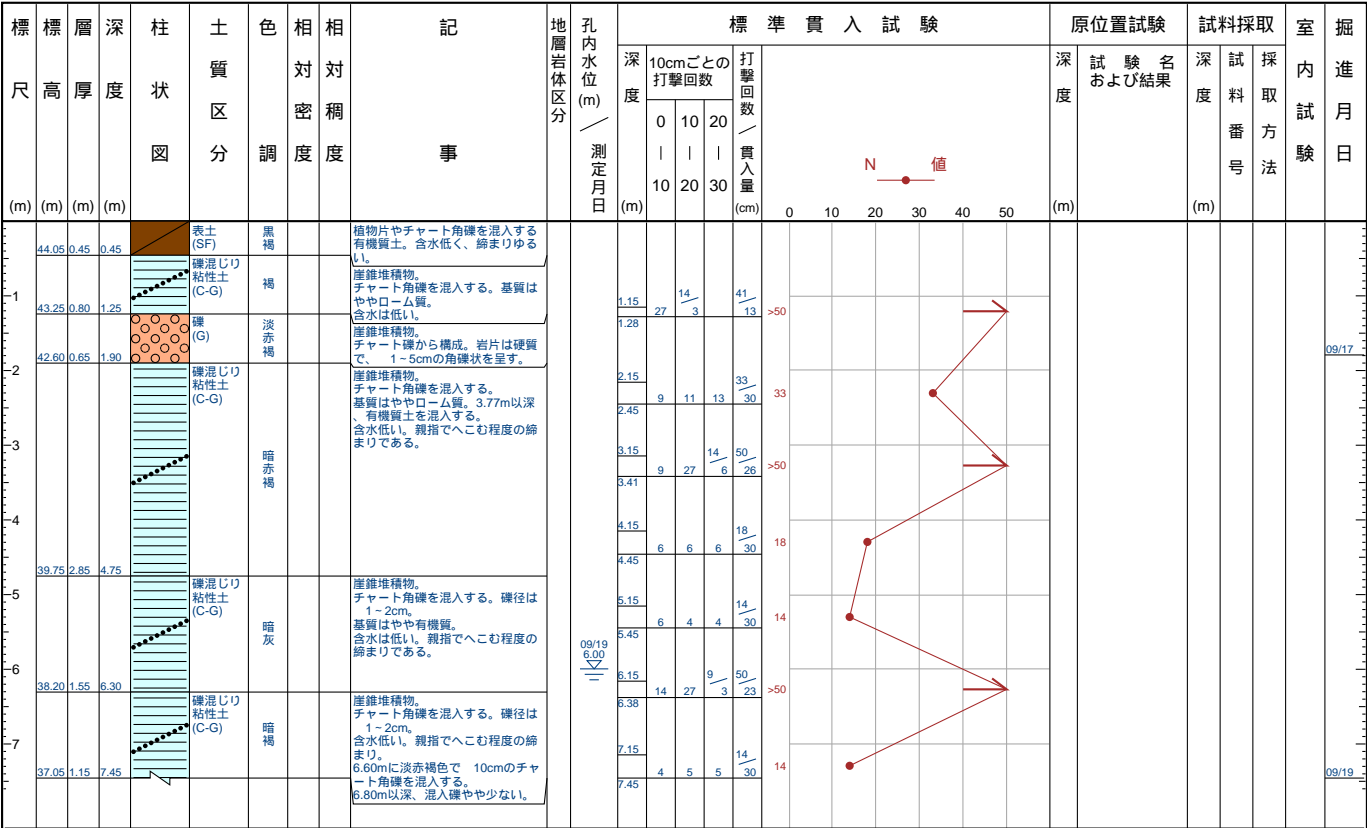 標尺 (m)
標高 (m)
層厚 (m)
深度 (m)
柱状図
土質区分
色調
相対密度
相対稠度
記事
地層岩体区分
孔内水位(m)／測定月日
標準貫入試験
深度 (m)
10cmごとの
打撃回数
0 | 10
10 | 20
20 | 30
打撃回数／貫入量 (cm)
N 値
0 10 20 30 40 50
原位置試験
深度 (m)
試験名
および結果
試料採取
深度 (m)
試料番号
採取方法
室内試験
掘進月日
44.05 0.45 0.45
表土
(SF)
黒褐
植物片やチャート角礫を混入する
有機質土。含水低く、締まりゆる
い。
1
43.25 0.80 1.25
礫混じり
粘性土
(C-G)
褐
崖錐堆積物。
チャート角礫を混入する。基質は
ややローム質。
含水は低い。
42.60 0.65 1.90
礫
(G)
淡赤褐
崖錐堆積物。
チャート礫から構成。岩片は硬質
で、 1~5cmの角礫状を呈す。
2
3
4
39.75 2.85 4.75
礫混じり
粘性土
(C-G)
暗赤褐
崖錐堆積物。
チャート角礫を混入する。
基質はややローム質。3.77m以深
、有機質土を混入する。
含水低い。親指でへこむ程度の締
まりである。
5
6
38.20 1.55 6.30
礫混じり
粘性土
(C-G)
暗灰
崖錐堆積物。
チャート角礫を混入する。礫径は
1~2cm。
基質はやや有機質。
含水は低い。親指でへこむ程度の
締まりである。
7
37.05 1.15 7.45
礫混じり
粘性土
(C-G)
暗褐
崖錐堆積物。
チャート角礫を混入する。礫径は
1~2cm。
含水低い。親指でへこむ程度の締
まり。
6.60mに淡赤褐色で 10cmのチャ
ート角礫を混入する。
6.80m以深、混入礫やや少ない。
09/19
6.00
1.15 1.28 27 14/3 41/13 >50
2.15 2.45 9 11 13 33/30 33
3.15 3.41 9 27 14/6 50/26 >50
4.15 4.45 6 6 6 18/30 18
5.15 5.45 6 4 4 14/30 14
6.15 6.38 14 27 9/3 50/23 >50
7.15 7.45 4 5 5 14/30 14
09/17
09/19